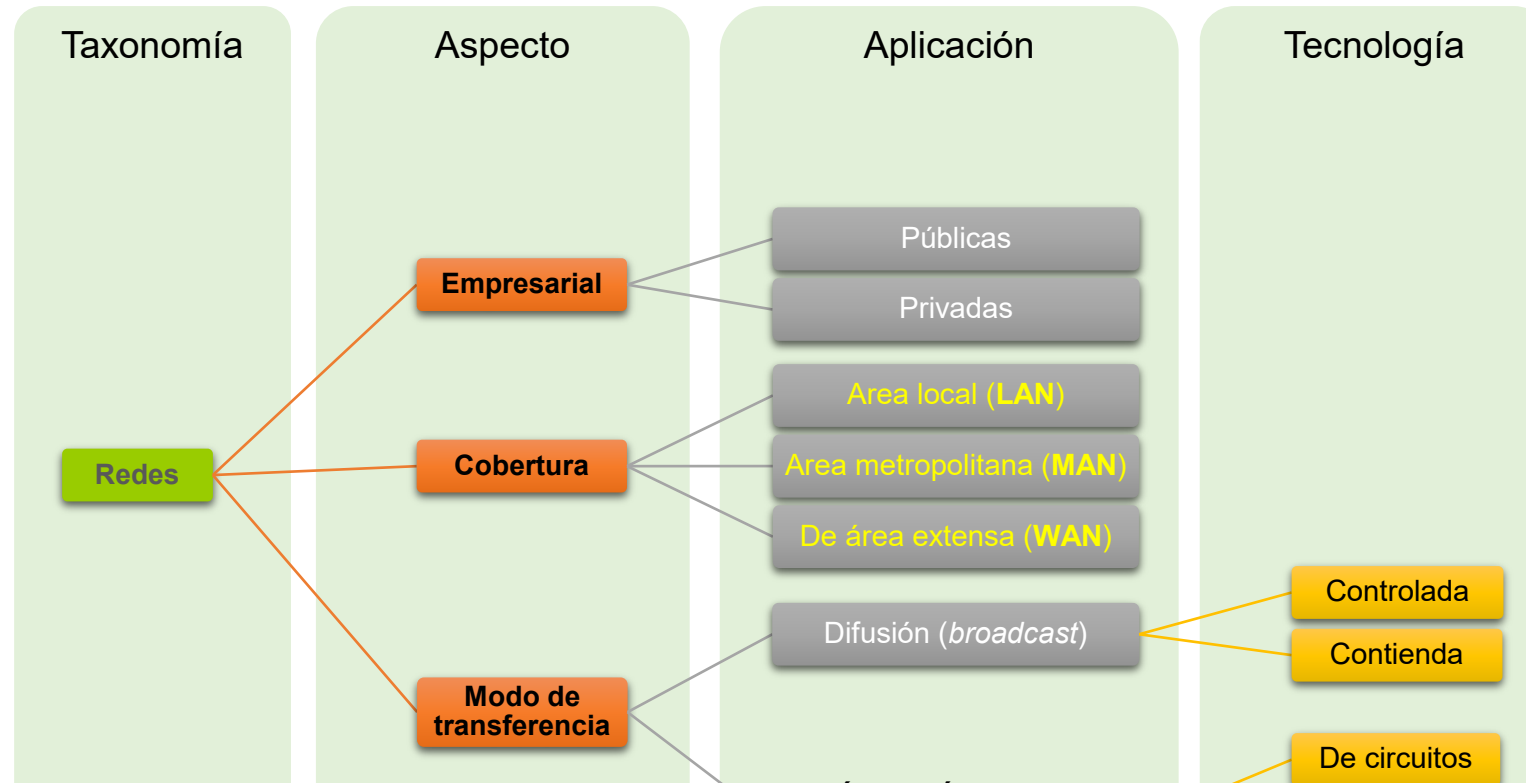 Taxonomía
Aspecto
Aplicación
Tecnología
Redes
Empresarial
Públicas
Privadas
Cobertura
Area local (LAN)
Area metropolitana (MAN)
De área extensa (WAN)
Modo de
transferencia
Difusión (broadcast)
Controlada
Contienda
De circuitos